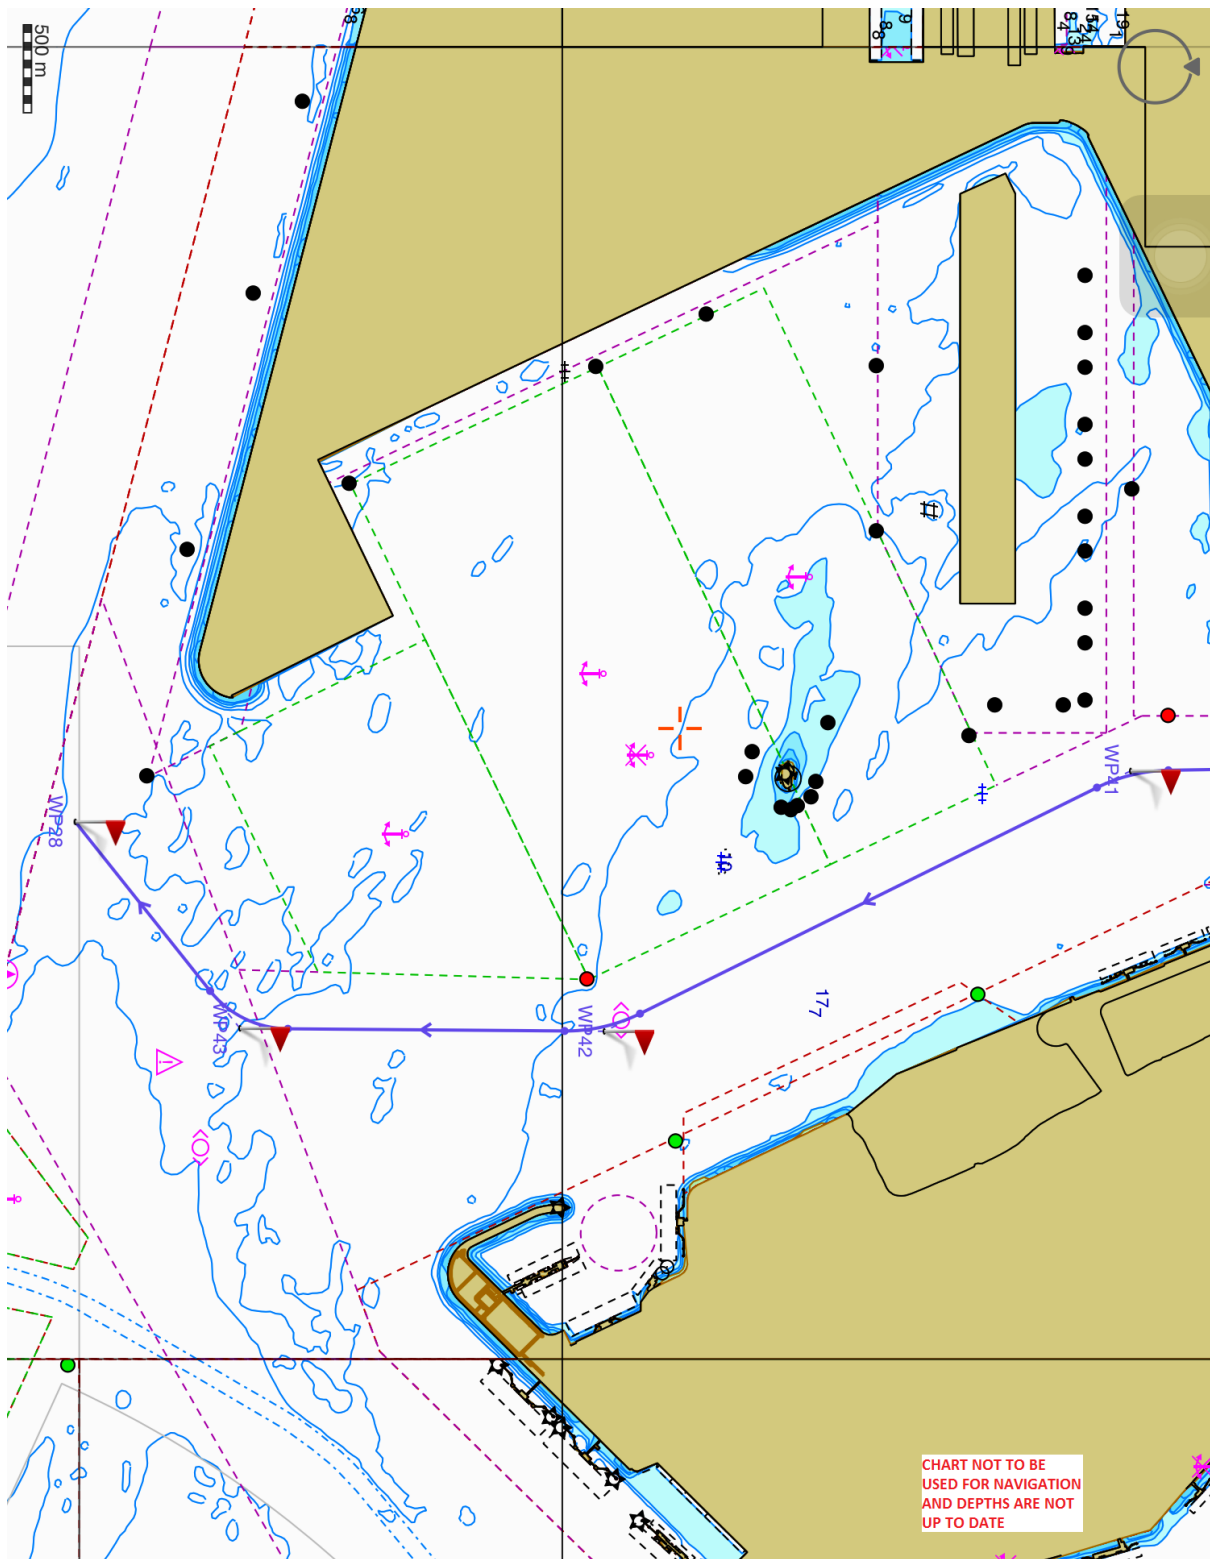 500 m
WP41
WP28
WP42
WP43
17₇
CHART NOT TO BE
USED FOR NAVIGATION
AND DEPTHS ARE NOT
UP TO DATE